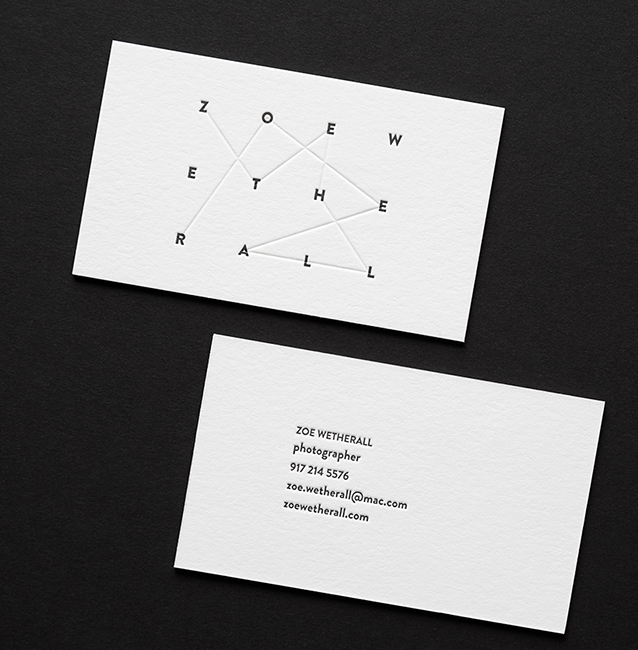 Z O E W
E T H E
R A L L
ZOE WETHERALL
photographer
917 214 5576
zoe.wetherall@mac.com
zoewetherall.com